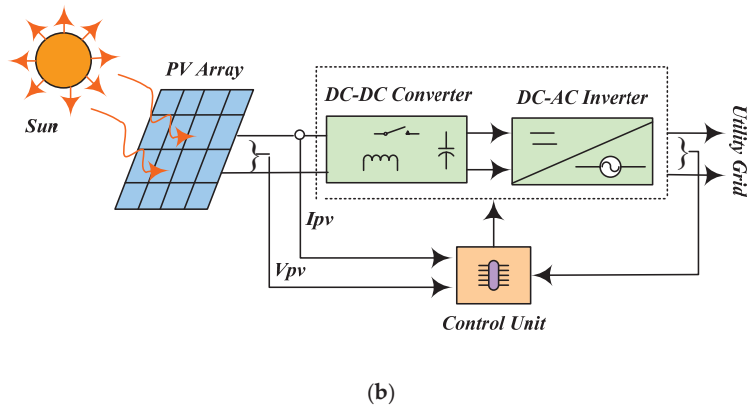 PV Array
Sun
DC-DC Converter
DC-AC Inverter
Utility Grid
Ipv
Vpv
Control Unit
(b)